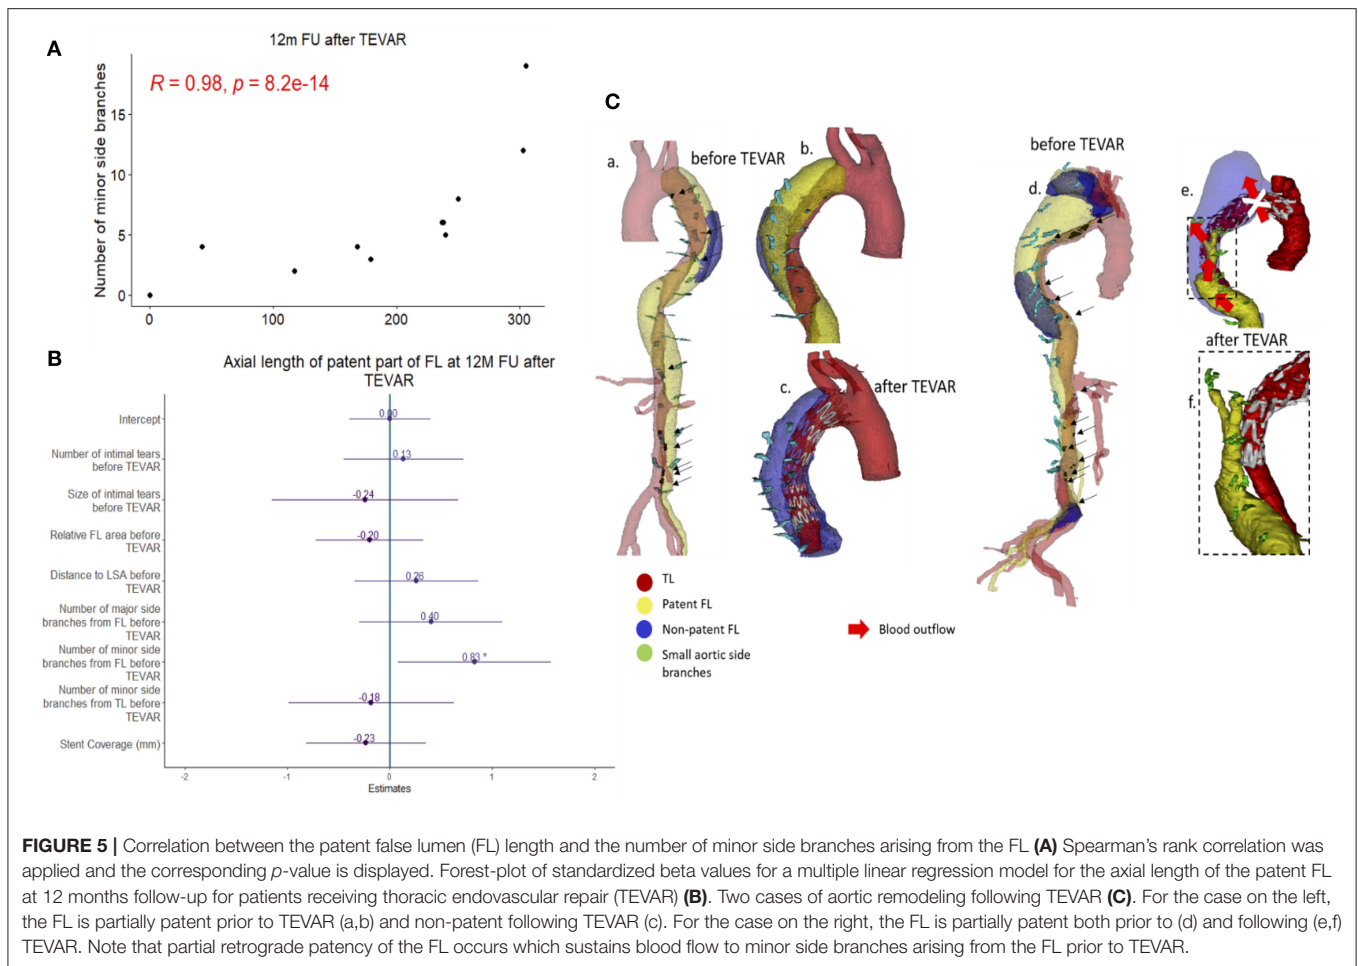 A
12m FU after TEVAR
R = 0.98, p = 8.2e-14
Number of minor side branches
15
10
5
0
0
100
200
300
B
Axial length of patent part of FL at 12M FU after
TEVAR
Intercept
0.00
Number of intimal tears
before TEVAR
0.13
Size of intimal tears
before TEVAR
-0.24
Relative FL area before
TEVAR
-0.20
Distance to LSA before
TEVAR
0.26
Number of major side
branches from FL before
TEVAR
0.40
Number of minor side
branches from FL before
TEVAR
0.83 *
Number of minor side
branches from TL before
TEVAR
-0.18
Stent Coverage (mm)
-0.23
-2
-1
0
1
2
Estimates
C
a.
before TEVAR
b.
c.
after TEVAR
before TEVAR
d.
e.
after TEVAR
f.
TL
Patent FL
Non-patent FL
Small aortic side
branches
Blood outflow
FIGURE 5 | Correlation between the patent false lumen (FL) length and the number of minor side branches arising from the FL (A) Spearman's rank correlation was
applied and the corresponding p-value is displayed. Forest-plot of standardized beta values for a multiple linear regression model for the axial length of the patent FL
at 12 months follow-up for patients receiving thoracic endovascular repair (TEVAR) (B). Two cases of aortic remodeling following TEVAR (C). For the case on the left,
the FL is partially patent prior to TEVAR (a,b) and non-patent following TEVAR (c). For the case on the right, the FL is partially patent both prior to (d) and following (e,f)
TEVAR. Note that partial retrograde patency of the FL occurs which sustains blood flow to minor side branches arising from the FL prior to TEVAR.